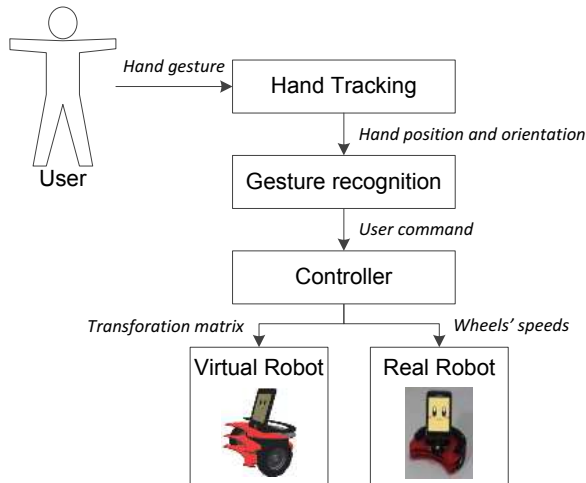 Hand gesture
Hand Tracking
Hand position and orientation
User
Gesture recognition
User command
Controller
Transforation matrix
Wheels' speeds
Virtual Robot
Real Robot